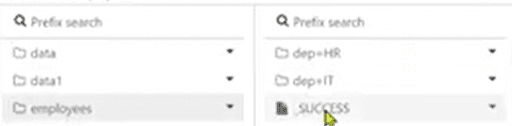 Prefix search
data
data1
employees
Prefix search
dep=HR
dep=IT
_SUCCESS